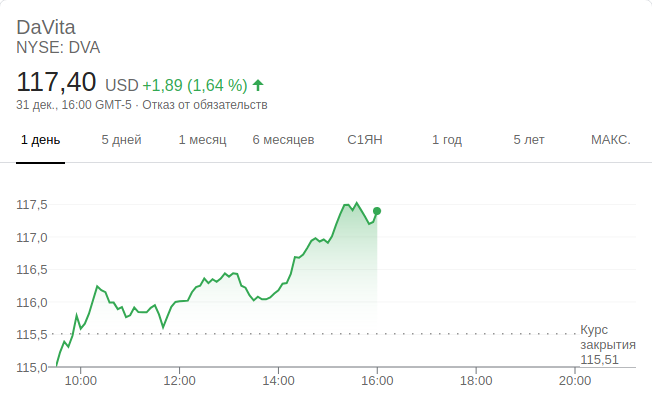 DaVita
NYSE: DVA
117,40 USD +1,89 (1,64 %)
31 дек., 16:00 GMT-5 · Отказ от обязательств
1 день 5 дней 1 месяц 6 месяцев С1ЯН 1 год 5 лет МАКС.
117,5
117,0
116,5
116,0
115,5
115,0
Курс
закрытия
115,51
10:00 12:00 14:00 16:00 18:00 20:00